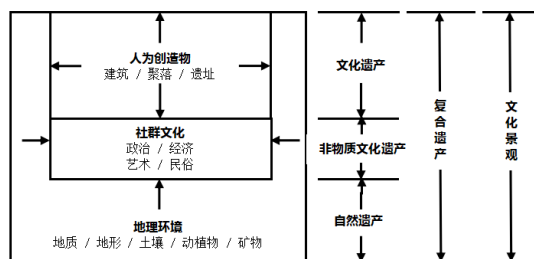 人为创造物
建筑 / 聚落 / 遗址
社群文化
政治 / 经济
艺术 / 民俗
地理环境
地质 / 地形 / 土壤 / 动植物 / 矿物
文化遗产
非物质文化遗产
自然遗产
复合遗产
文化景观